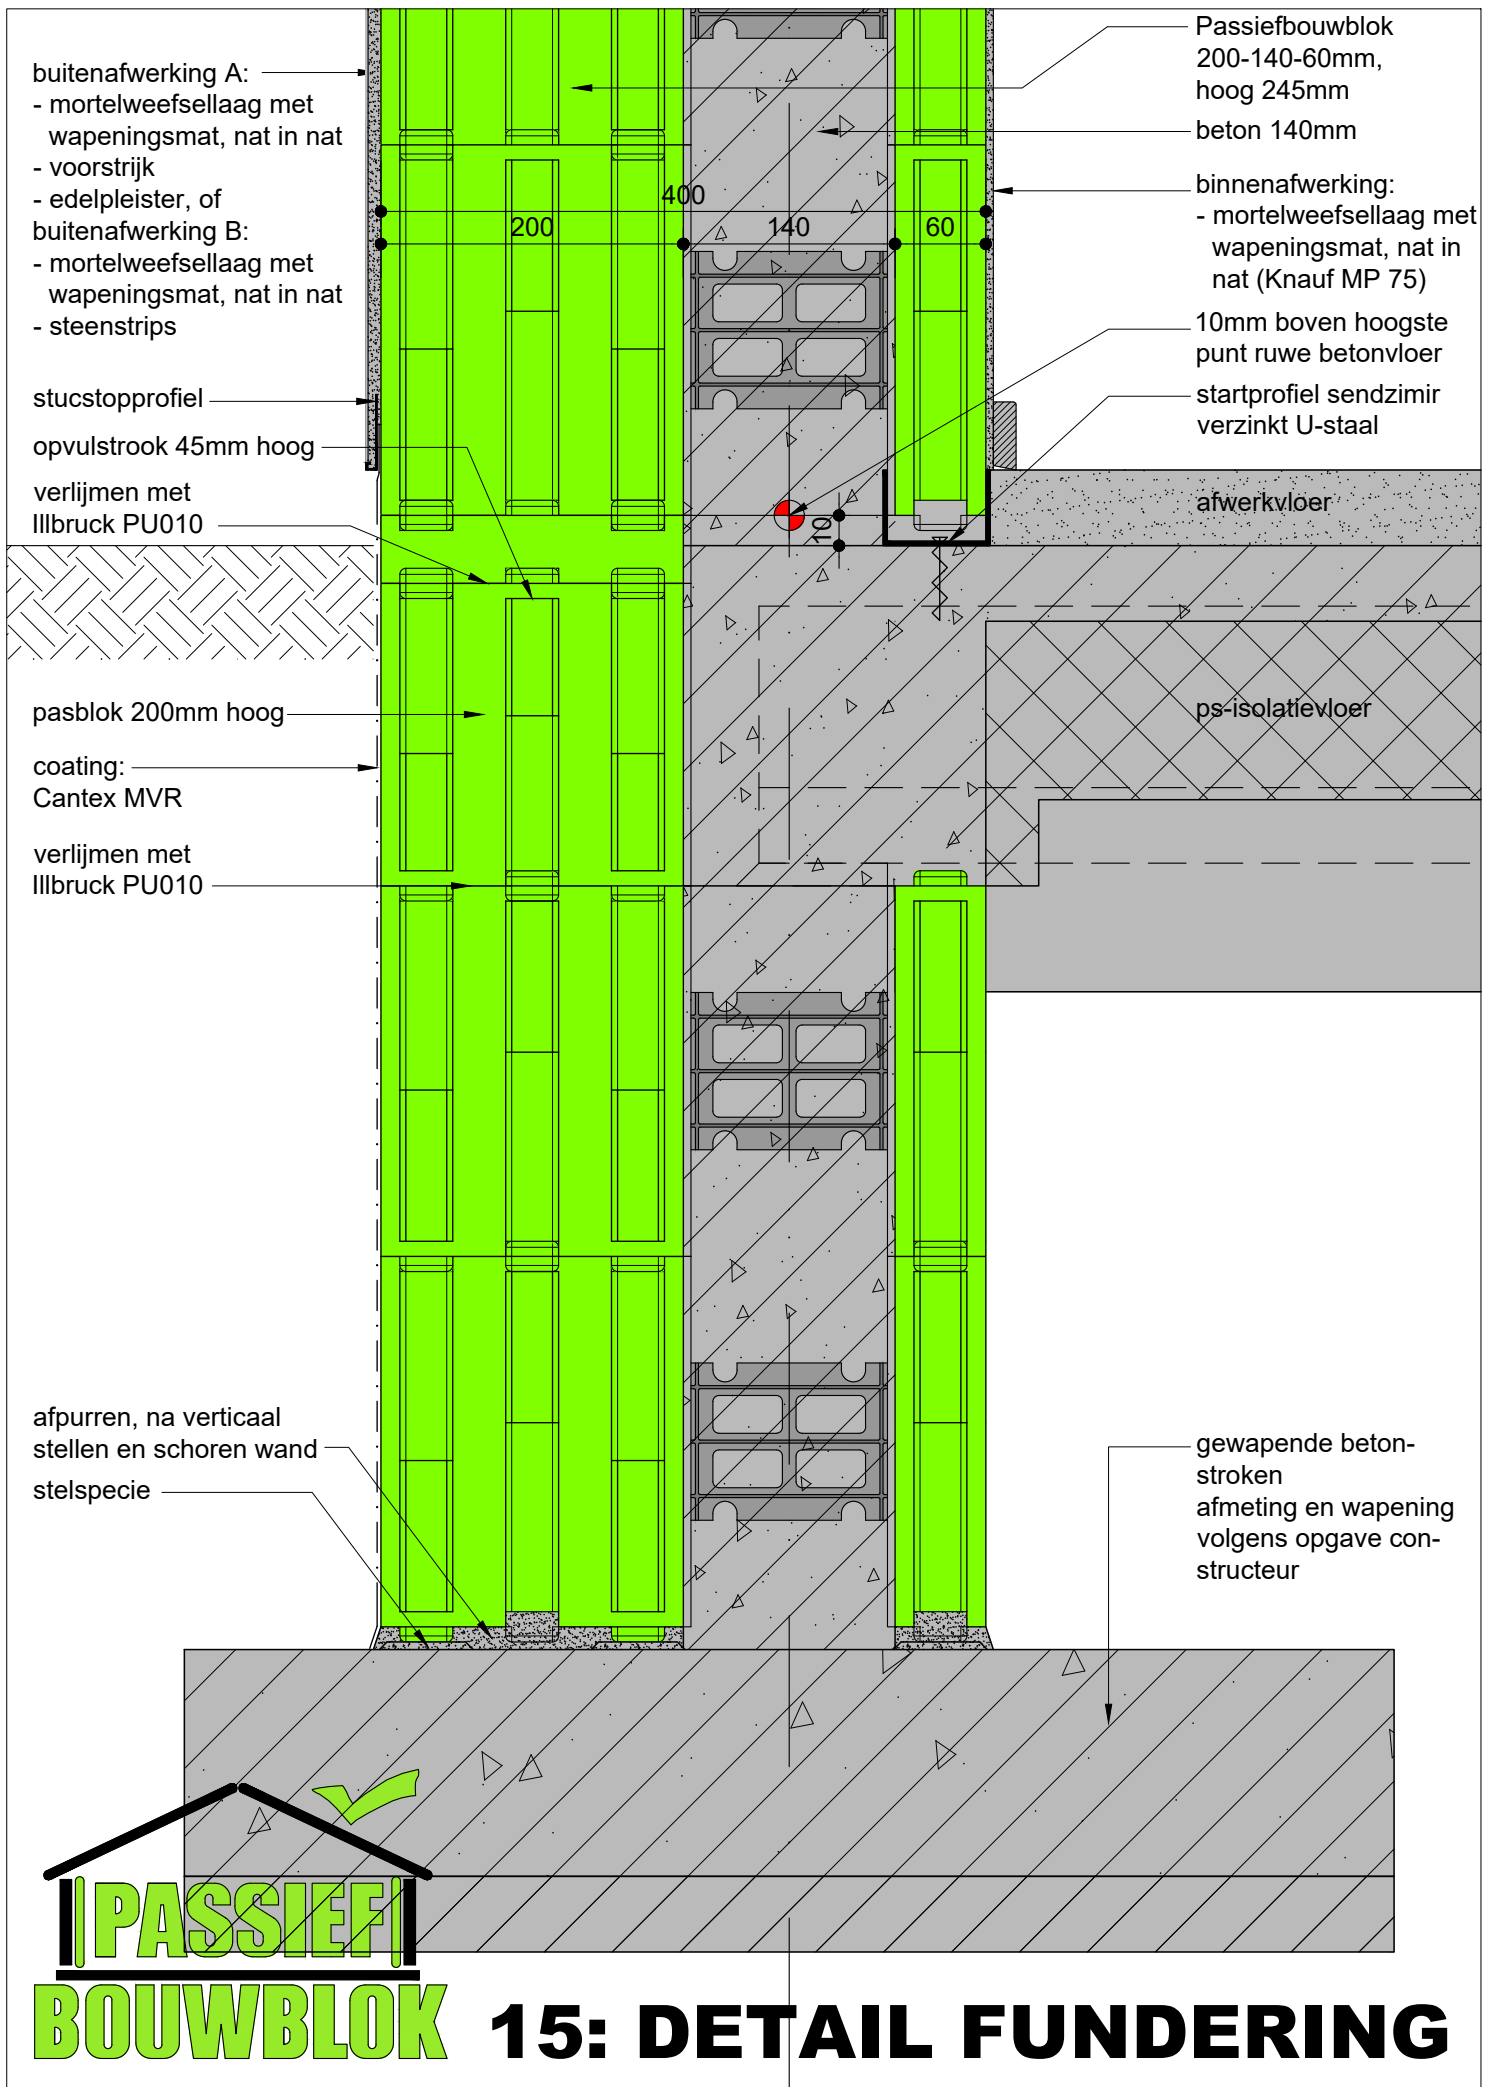 buitenafwerking A:
- mortelweefsellaag met
wapeningsmat, nat in nat
- voorstrijk
- edelpleister, of
buitenafwerking B:
- mortelweefsellaag met
wapeningsmat, nat in nat
- steenstrips
stucstopprofiel
opvulstrook 45mm hoog
verlijmen met
Illbruck PU010
pasblok 200mm hoog
coating:
Cantex MVR
verlijmen met
Illbruck PU010
afpurren, na verticaal
stellen en schoren wand
stelspecie
400
200 140 60
10
Passiefbouwblok
200-140-60mm,
hoog 245mm
beton 140mm
binnenafwerking:
- mortelweefsellaag met
wapeningsmat, nat in
nat (Knauf MP 75)
10mm boven hoogste
punt ruwe betonvloer
startprofiel sendzimir
verzinkt U-staal
afwerkvloer
ps-isolatievloer
gewapende beton-
stroken
afmeting en wapening
volgens opgave con-
structeur
PASSIEF
BOUWBLOK
15: DETAIL FUNDERING